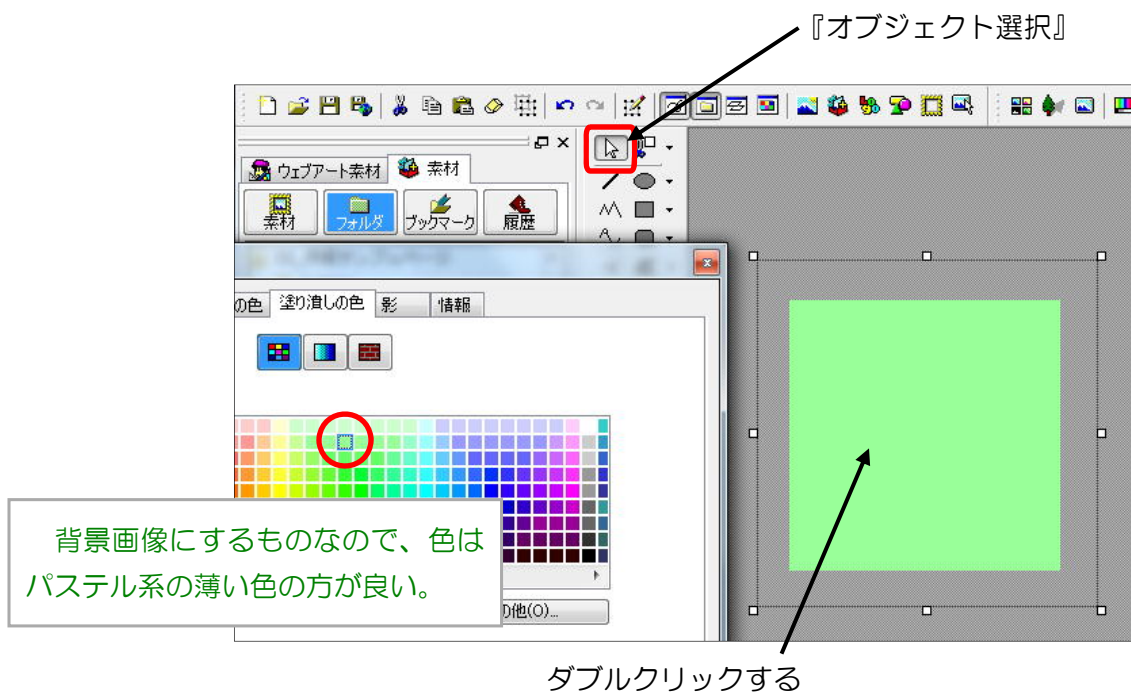 『オブジェクト選択』
ウェブアート素材 素材
素材 フォルダ ブックマーク 履歴
の色 塗り潰しの色 影 情報
背景画像にするものなので、色は
パステル系の薄い色の方が良い。
の他(O)...
ダブルクリックする